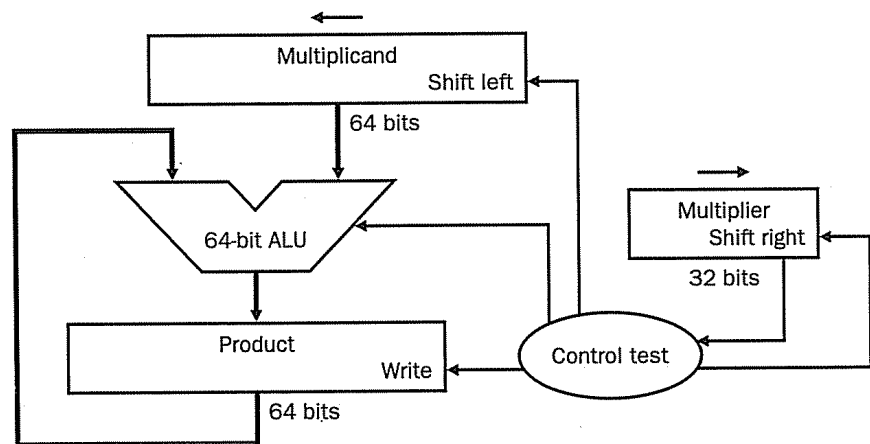 Multiplicand
Shift left
64 bits
64-bit ALU
Multiplier
Shift right
32 bits
Product
Write
Control test
64 bits